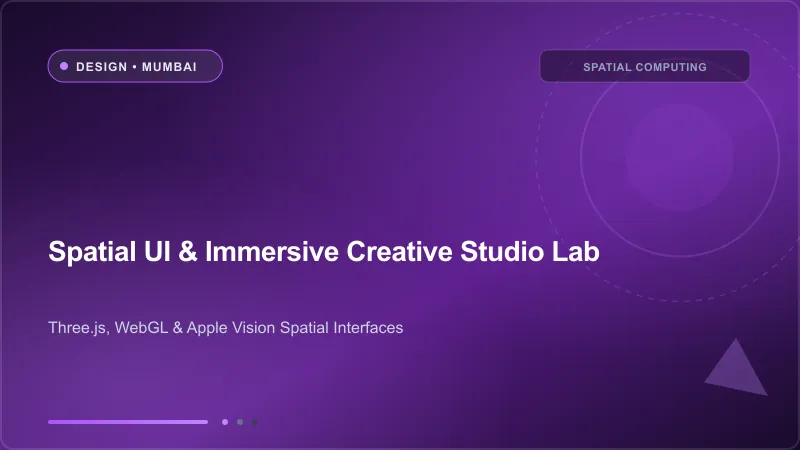 DESIGN • MUMBAI
SPATIAL COMPUTING
Spatial UI & Immersive Creative Studio Lab
Three.js, WebGL & Apple Vision Spatial Interfaces